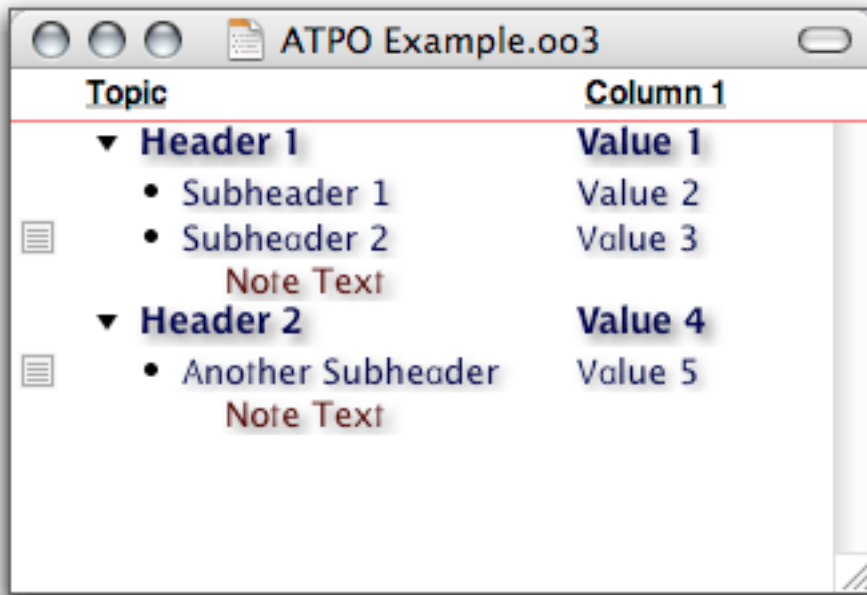 ATPO Example.oo3
Topic Column 1
Header 1 Value 1
Subheader 1 Value 2
Subheader 2 Value 3
Note Text
Header 2 Value 4
Another Subheader Value 5
Note Text